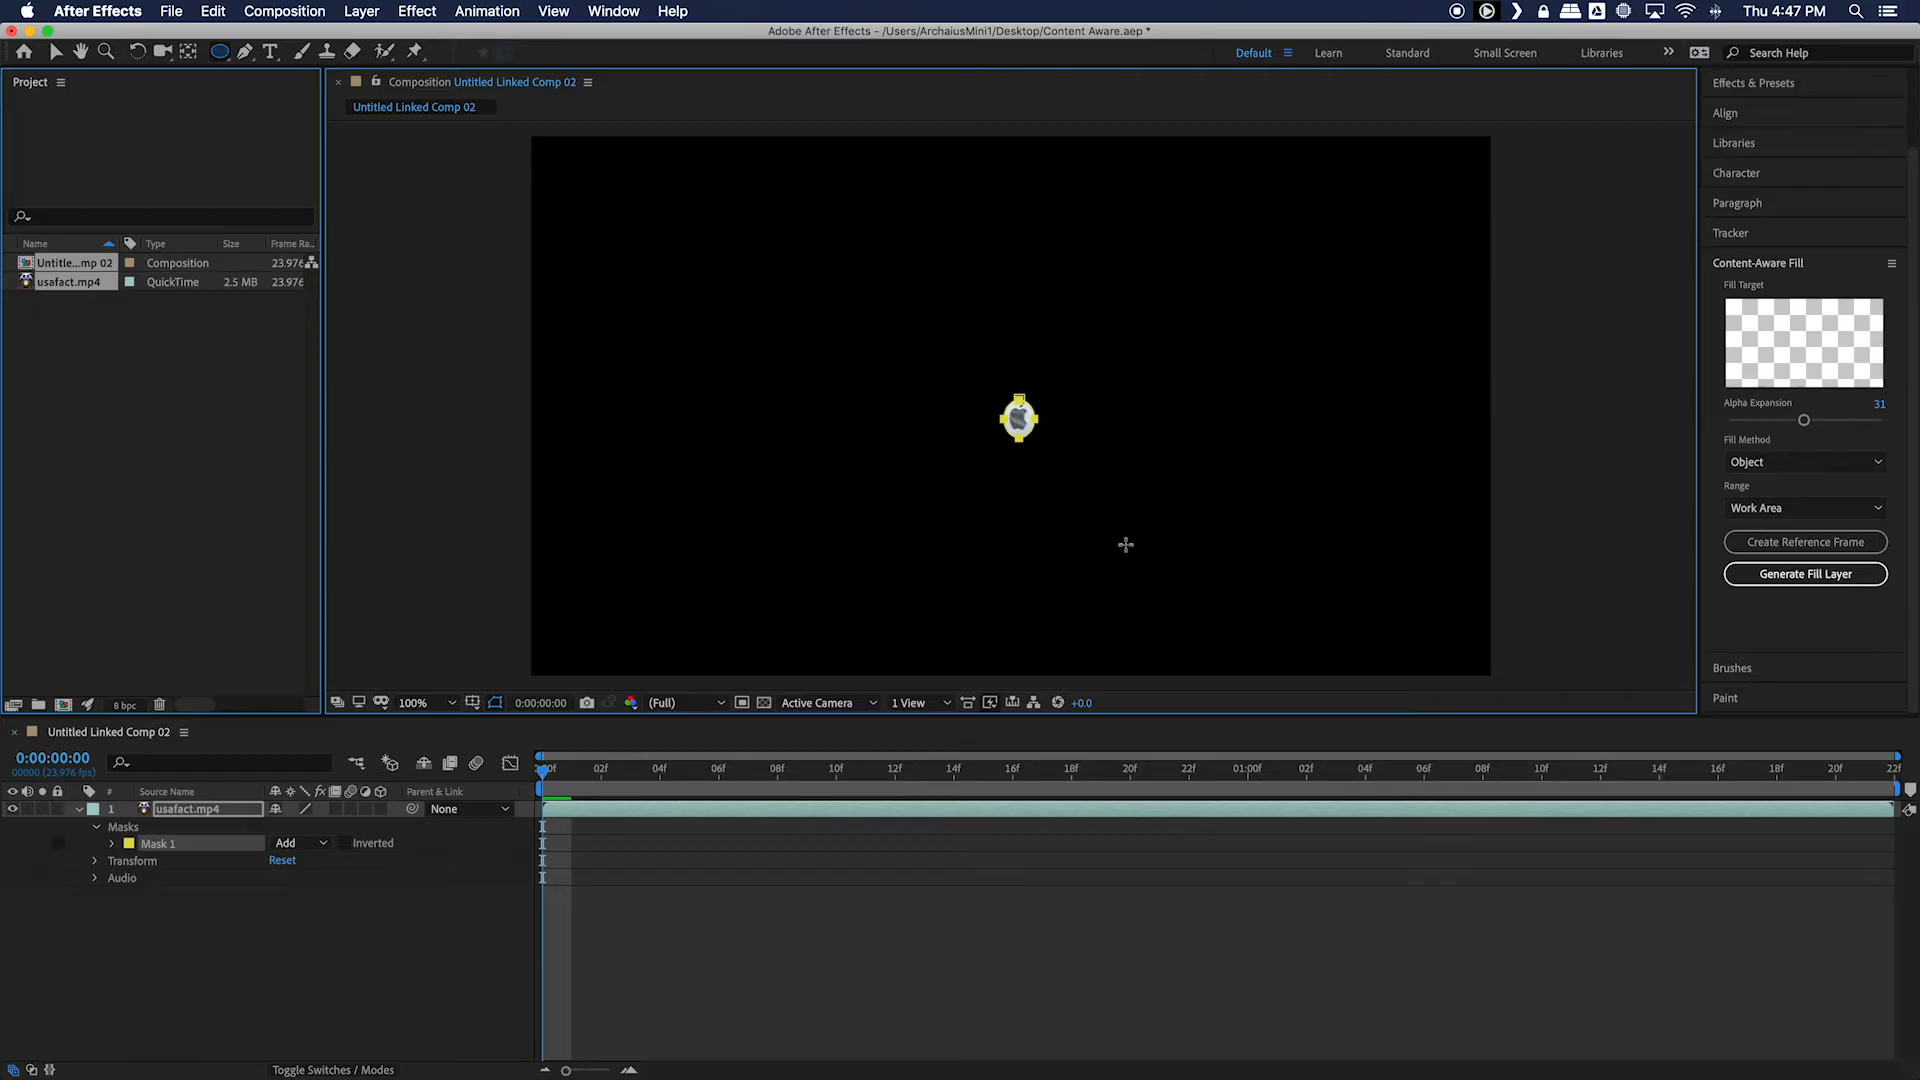 After Effects File Edit Composition Layer Effect Animation View Window Help Thu 4:47 PM
Adobe After Effects - /Users/ArchaiusMini1/Desktop/Content Aware.aep *
Default Learn Standard Small Screen Libraries Search Help
Project
Composition Untitled Linked Comp 02
Untitled Linked Comp 02
Name Type Size Frame Ra...
Untitle...mp 02 Composition 23.976
usafact.mp4 QuickTime 2.5 MB 23.976
8 bpc
100% 0:00:00:00 (Full) Active Camera 1 View +0.0
Effects & Presets
Align
Libraries
Character
Paragraph
Tracker
Content-Aware Fill
Fill Target
Alpha Expansion 31
Fill Method
Object
Range
Work Area
Create Reference Frame
Generate Fill Layer
Brushes
Paint
Untitled Linked Comp 02
0:00:00:00
00000 (23.976 fps)
:00f 02f 04f 06f 08f 10f 12f 14f 16f 18f 20f 22f 01:00f 02f 04f 06f 08f 10f 12f 14f 16f 18f 20f 22f
# Source Name Parent & Link
1 usafact.mp4 None
Masks
Mask 1 Add Inverted
Transform Reset
Audio
Toggle Switches / Modes